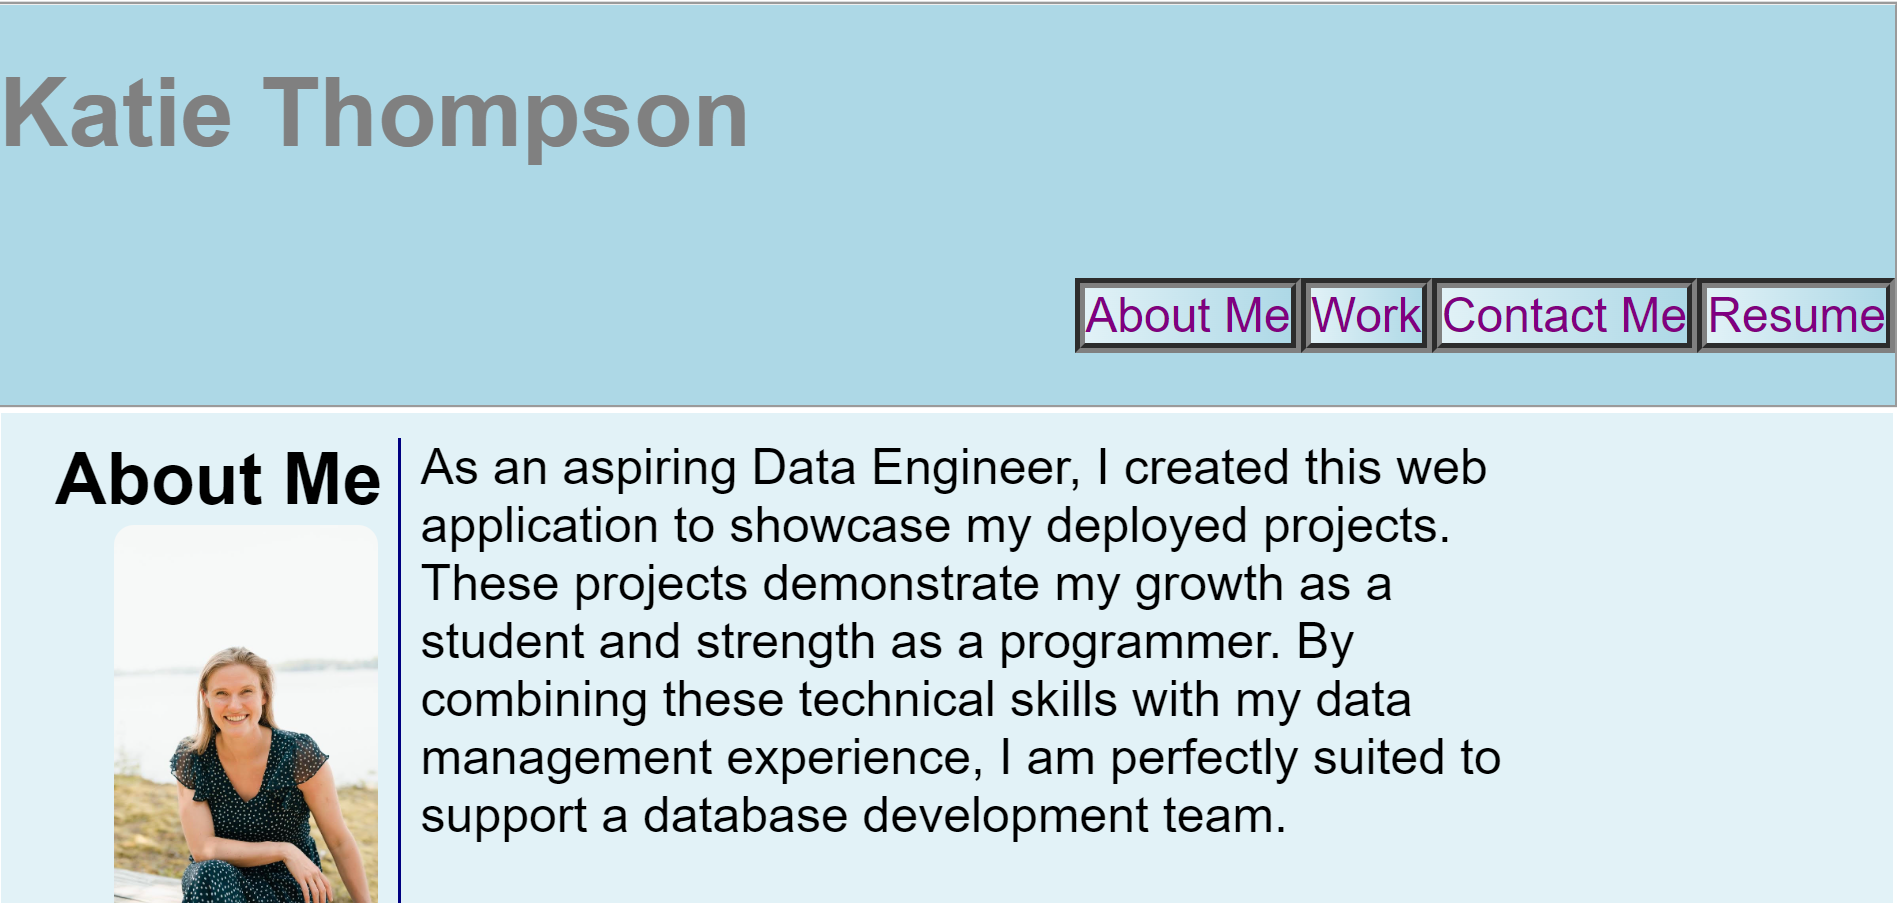 Katie Thompson
About Me Work Contact Me Resume
About Me
As an aspiring Data Engineer, I created this web
application to showcase my deployed projects.
These projects demonstrate my growth as a
student and strength as a programmer. By
combining these technical skills with my data
management experience, I am perfectly suited to
support a database development team.